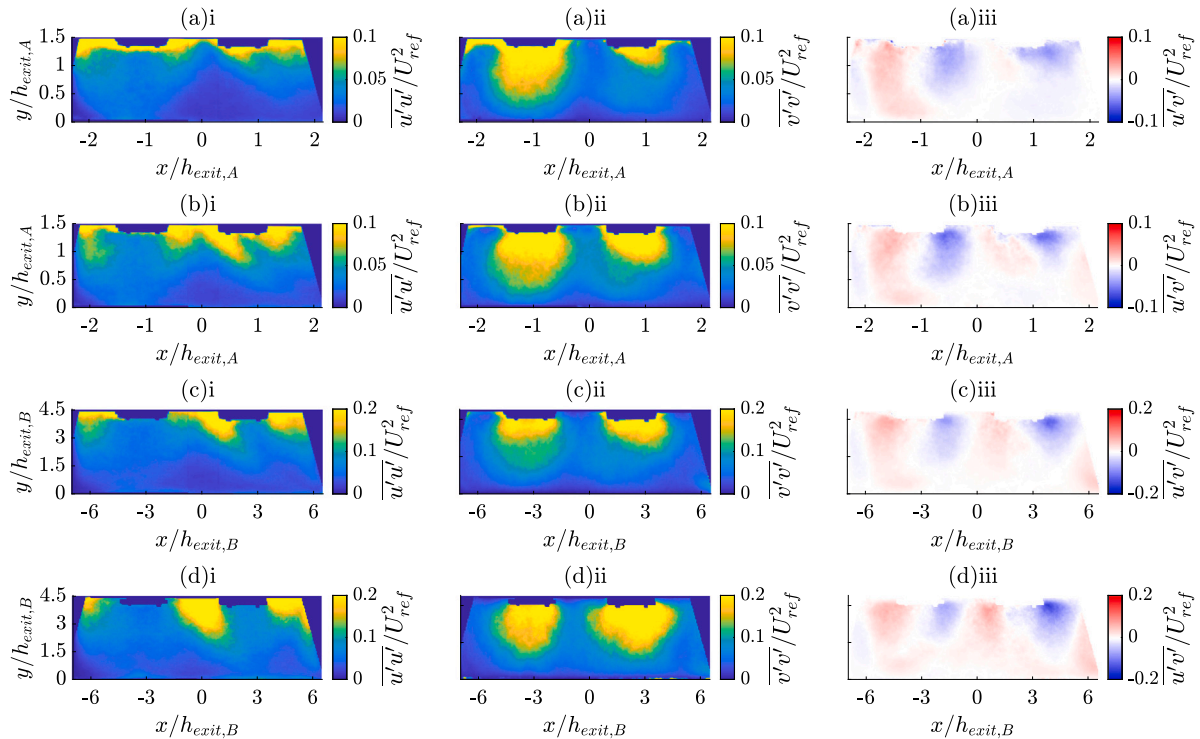 (a)i (a)ii (a)iii
y/h_{exit,A} 1.5 1 0.5 0 -2 -1 0 1 2 x/h_{exit,A} 0.1 0.05 0 \overline{u'u'}/U^2_{ref}
-2 -1 0 1 2 x/h_{exit,A} 0.1 0.05 0 \overline{v'v'}/U^2_{ref}
-2 -1 0 1 2 x/h_{exit,A} 0.1 0 -0.1 \overline{u'v'}/U^2_{ref}
(b)i (b)ii (b)iii
y/h_{exit,A} 1.5 1 0.5 0 -2 -1 0 1 2 x/h_{exit,A} 0.1 0.05 0 \overline{u'u'}/U^2_{ref}
-2 -1 0 1 2 x/h_{exit,A} 0.1 0.05 0 \overline{v'v'}/U^2_{ref}
-2 -1 0 1 2 x/h_{exit,A} 0.1 0 -0.1 \overline{u'v'}/U^2_{ref}
(c)i (c)ii (c)iii
y/h_{exit,B} 4.5 3 1.5 0 -6 -3 0 3 6 x/h_{exit,B} 0.2 0.1 0 \overline{u'u'}/U^2_{ref}
-6 -3 0 3 6 x/h_{exit,B} 0.2 0.1 0 \overline{v'v'}/U^2_{ref}
-6 -3 0 3 6 x/h_{exit,B} 0.2 0 -0.2 \overline{u'v'}/U^2_{ref}
(d)i (d)ii (d)iii
y/h_{exit,B} 4.5 3 1.5 0 -6 -3 0 3 6 x/h_{exit,B} 0.2 0.1 0 \overline{u'u'}/U^2_{ref}
-6 -3 0 3 6 x/h_{exit,B} 0.2 0.1 0 \overline{v'v'}/U^2_{ref}
-6 -3 0 3 6 x/h_{exit,B} 0.2 0 -0.2 \overline{u'v'}/U^2_{ref}